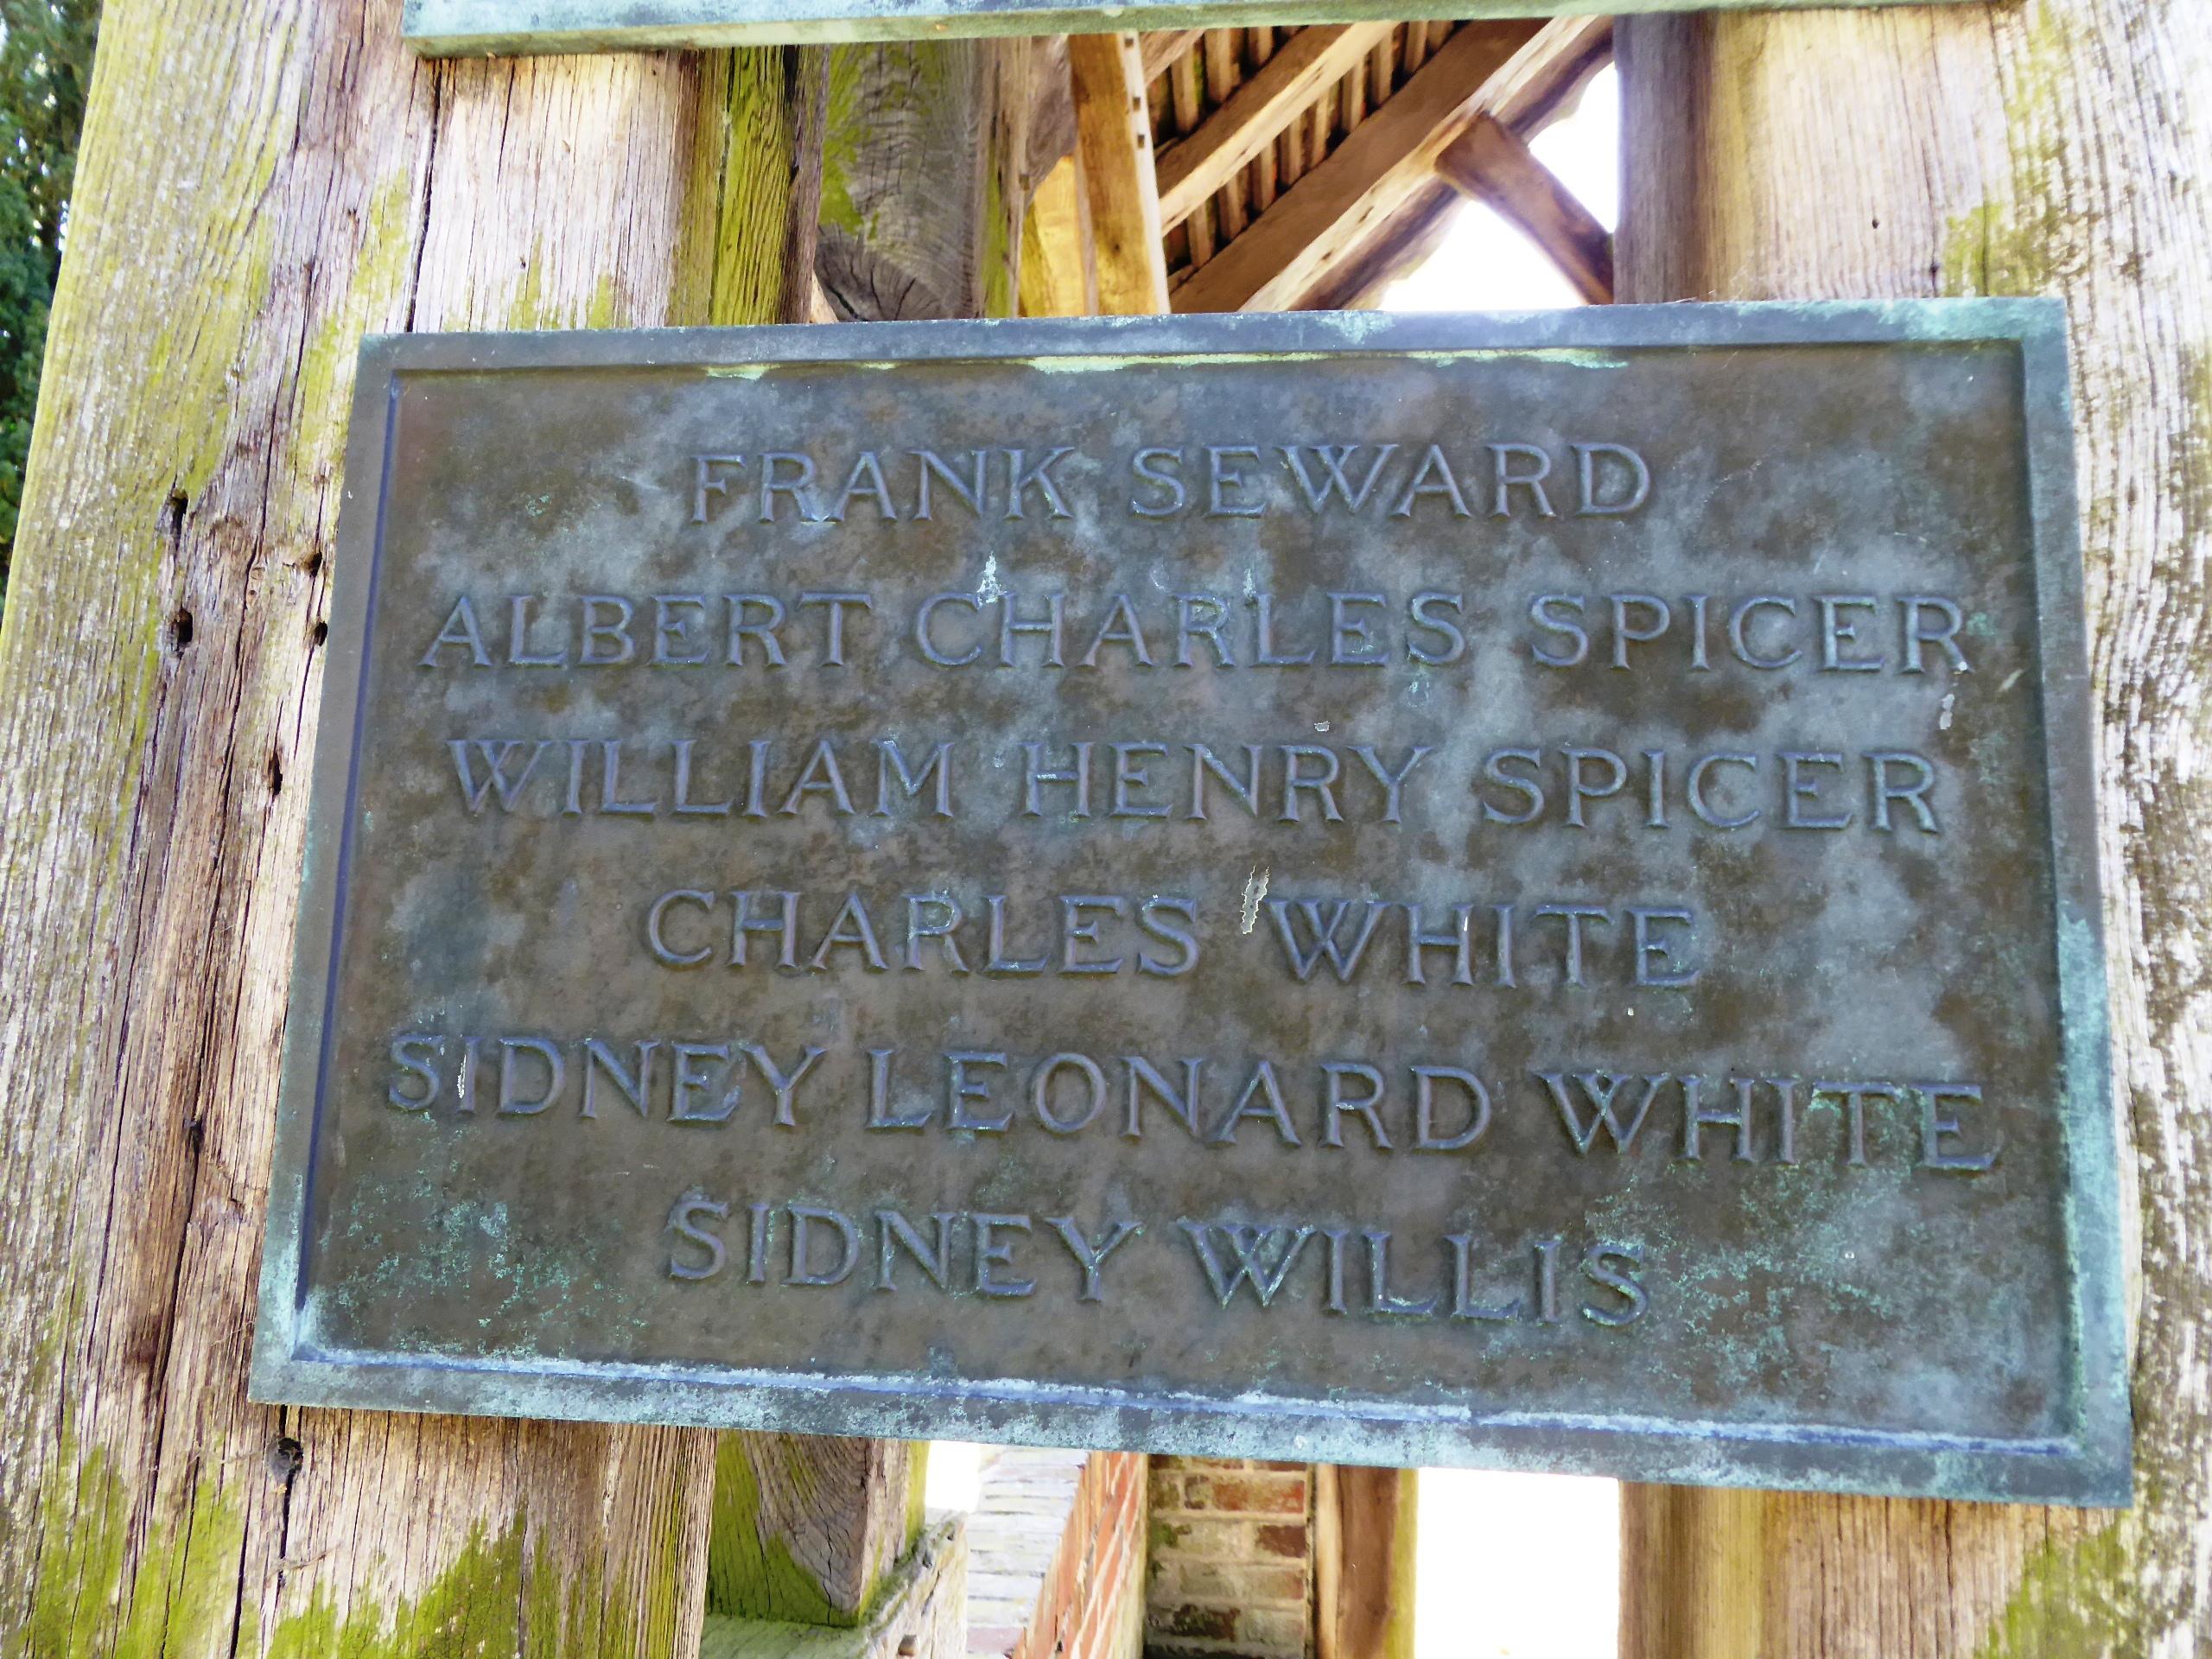 FRANK SEWARD
ALBERT CHARLES SPICER
WILLIAM HENRY SPICER
CHARLES WHITE
SIDNEY LEONARD WHITE
SIDNEY WILLIS